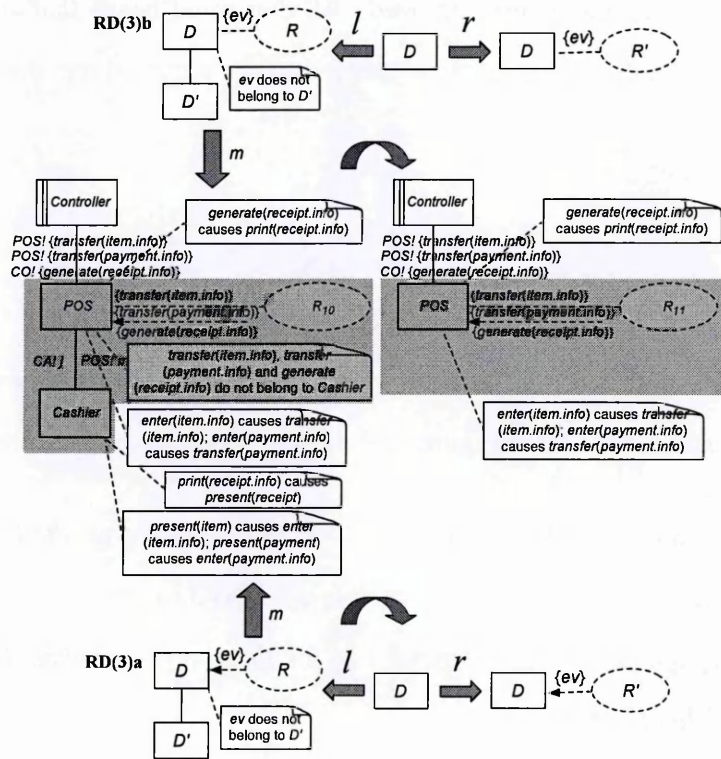 RD(3)b
D
{ev}
R
l
D
r
D
{ev}
R'
D'
ev does not
belong to D'
m
Controller
generate(receipt.info)
causes print(receipt.info)
POS! {transfer(item.info)}
POS! {transfer(payment.info)}
CO! {generate(receipt.info)}
POS
{transfer(item.info)}
{transfer(payment.info)}
{generate(receipt.info)}
R10
CA! ]
POS!
transfer(item.info), transfer
(payment.info) and generate
(receipt.info) do not belong to Cashier
Cashier
enter(item.info) causes transfer
(item.info); enter(payment.info)
causes transfer(payment.info)
print(receipt.info) causes
present(receipt)
present(item) causes enter
(item.info); present(payment)
causes enter(payment.info)
Controller
generate(receipt.info)
causes print(receipt.info)
POS! {transfer(item.info)}
POS! {transfer(payment.info)}
CO! {generate(receipt.info)}
POS
{transfer(item.info)}
{transfer(payment.info)}
{generate(receipt.info)}
R11
enter(item.info) causes transfer
(item.info); enter(payment.info)
causes transfer(payment.info)
m
RD(3)a
D
{ev}
R
l
D
r
D
{ev}
R'
ev does not
belong to D'
D'